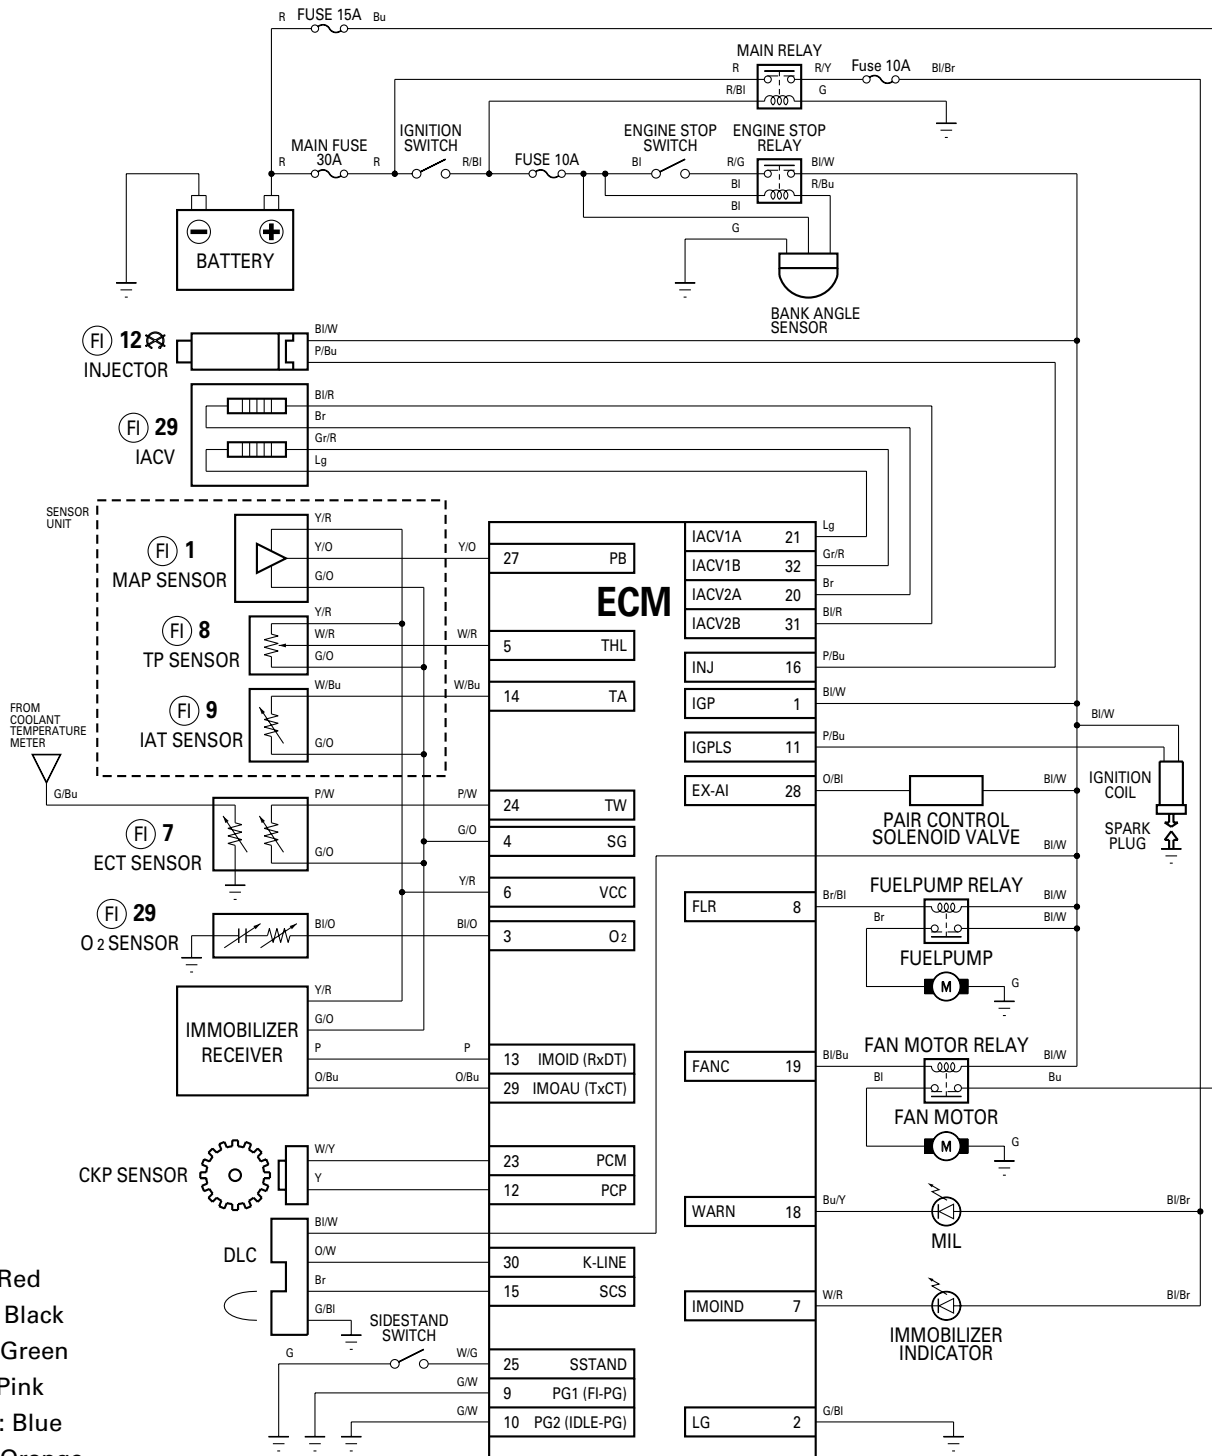 R FUSE 15A Bu
MAIN RELAY
R R/Y Fuse 10A Bl/Br
R/Bl G
MAIN FUSE
30A
IGNITION
SWITCH
ENGINE STOP
SWITCH
ENGINE STOP
RELAY
R R R/Bl FUSE 10A Bl R/G Bl/W
Bl R/Bu
Bl
G
BATTERY
BANK ANGLE
SENSOR
FI 12
INJECTOR
Bl/W
P/Bu
FI 29
IACV
Bl/R
Br
Gr/R
Lg
SENSOR
UNIT
FI 1
MAP SENSOR
Y/R
Y/O Y/O
G/O
FI 8
TP SENSOR
Y/R
W/R W/R
G/O
FI 9
IAT SENSOR
W/Bu W/Bu
G/O
FROM
COOLANT
TEMPERATURE
METER
G/Bu
FI 7
ECT SENSOR
P/W P/W
G/O G/O
Y/R
FI 29
O2 SENSOR
Bl/O Bl/O
IMMOBILIZER
RECEIVER
Y/R
G/O
P P
O/Bu O/Bu
CKP SENSOR
W/Y
Y
DLC
Bl/W
O/W
Br
G/Bl
SIDESTAND
SWITCH
G W/G
G/W
G/W
ECM
27 PB
5 THL
14 TA
24 TW
4 SG
6 VCC
3 O2
13 IMOID (RxDT)
29 IMOAU (TxCT)
23 PCM
12 PCP
30 K-LINE
15 SCS
25 SSTAND
9 PG1 (FI-PG)
10 PG2 (IDLE-PG)
IACV1A 21 Lg
IACV1B 32 Gr/R
IACV2A 20 Br
IACV2B 31 Bl/R
INJ 16 P/Bu
IGP 1 Bl/W
Bl/W
IGPLS 11 P/Bu
EX-AI 28 O/Bl Bl/W
PAIR CONTROL
SOLENOID VALVE
IGNITION
COIL
SPARK
PLUG
Bl/W
FUELPUMP RELAY
FLR 8 Br/Bl Bl/W
Br Bl/W
FUELPUMP
M G
FAN MOTOR RELAY
FANC 19 Bl/Bu Bl/W
Bl Bu
FAN MOTOR
M G
WARN 18 Bu/Y Bl/Br
MIL
IMOIND 7 W/R Bl/Br
IMMOBILIZER
INDICATOR
LG 2 G/Bl
Red
Black
Green
Pink
: Blue
Orange